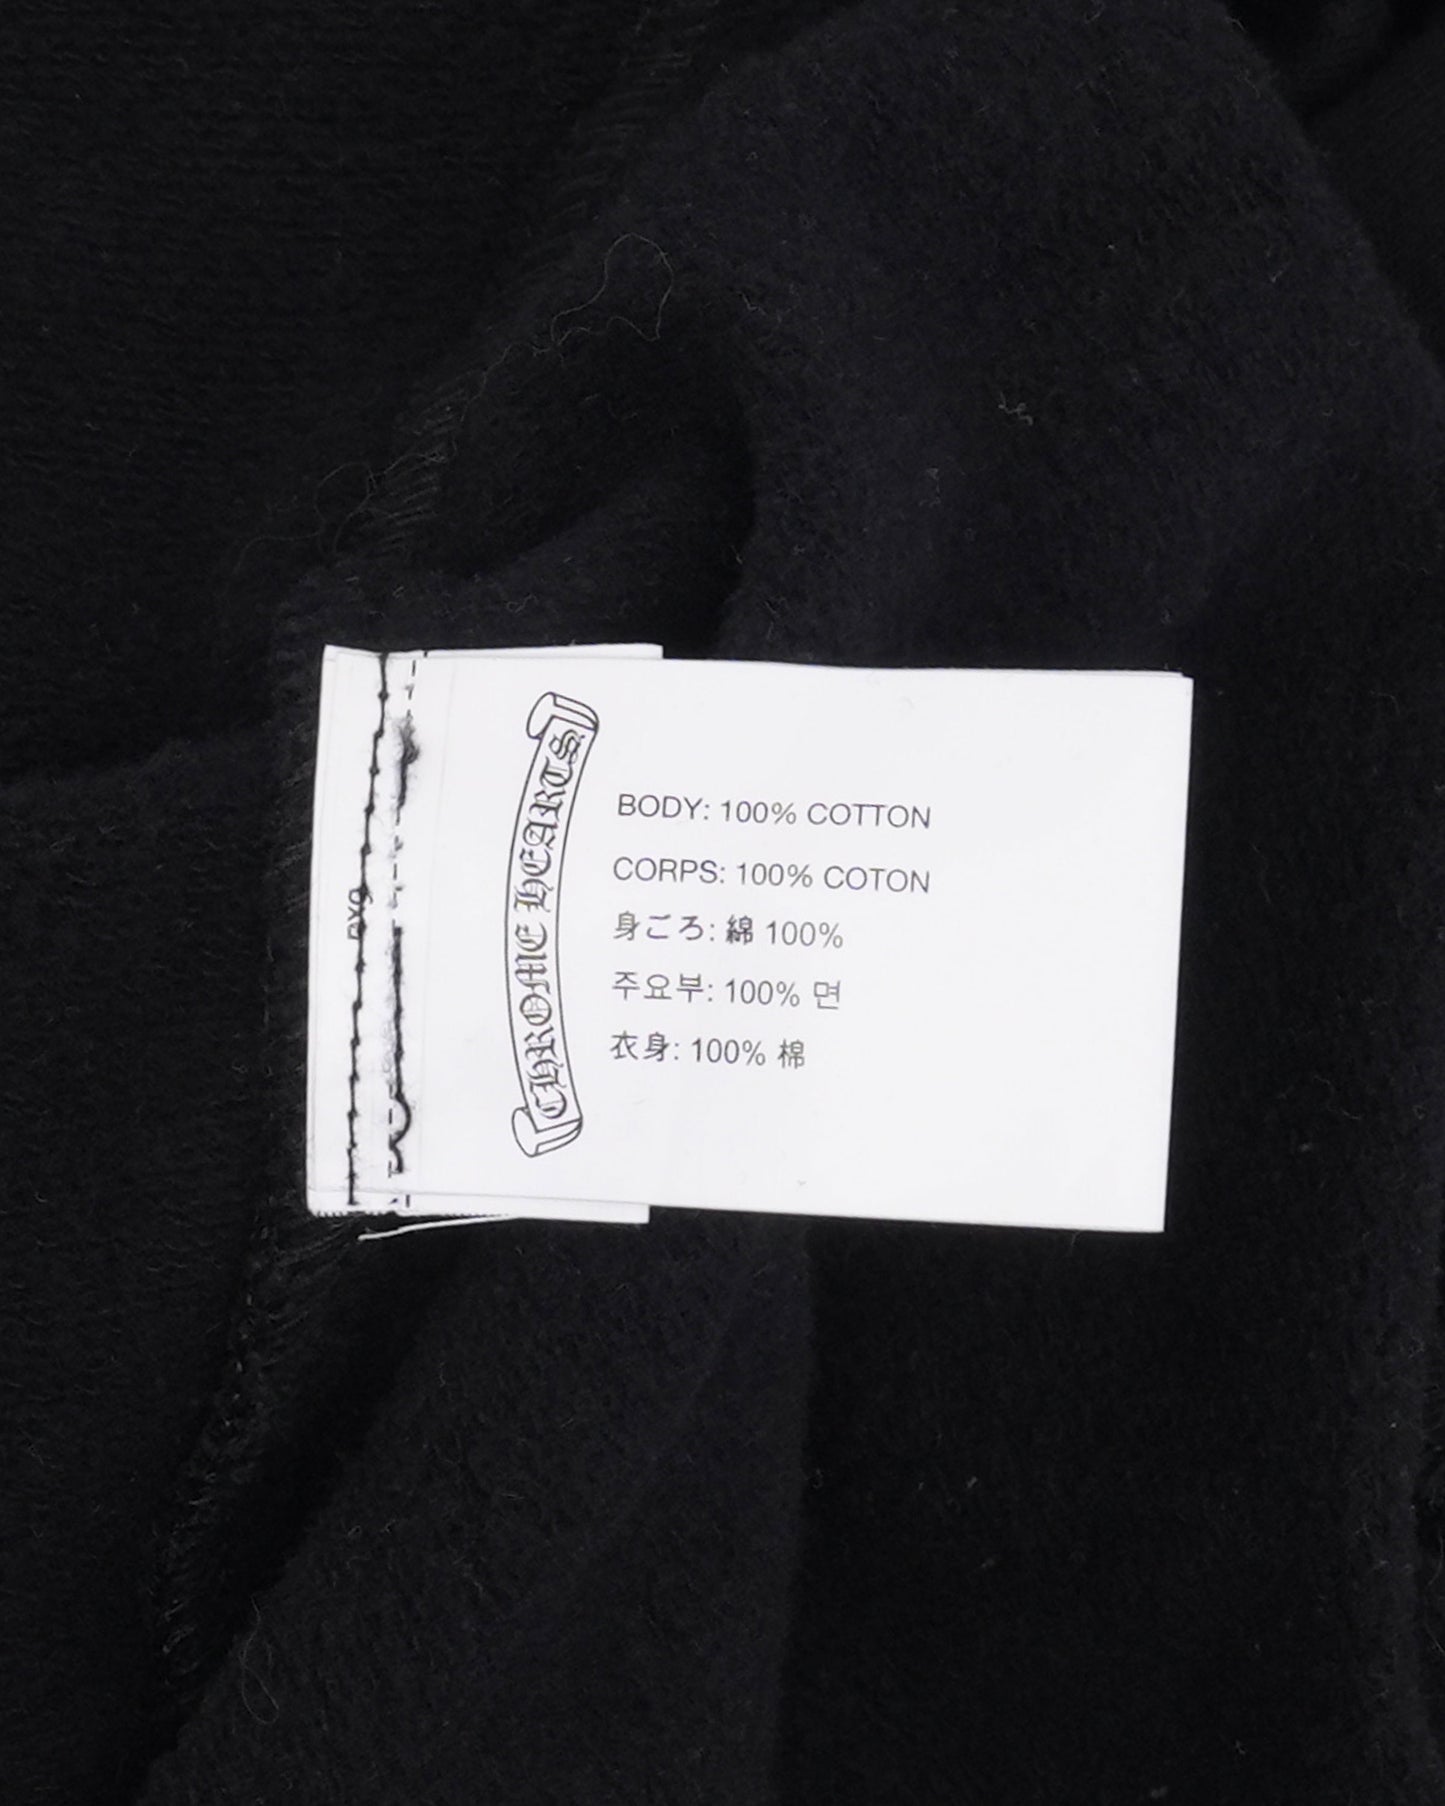 CHROME HEARTS
BODY: 100% COTTON
CORPS: 100% COTON
身ごろ: 綿 100%
주요부: 100% 면
衣身: 100% 棉